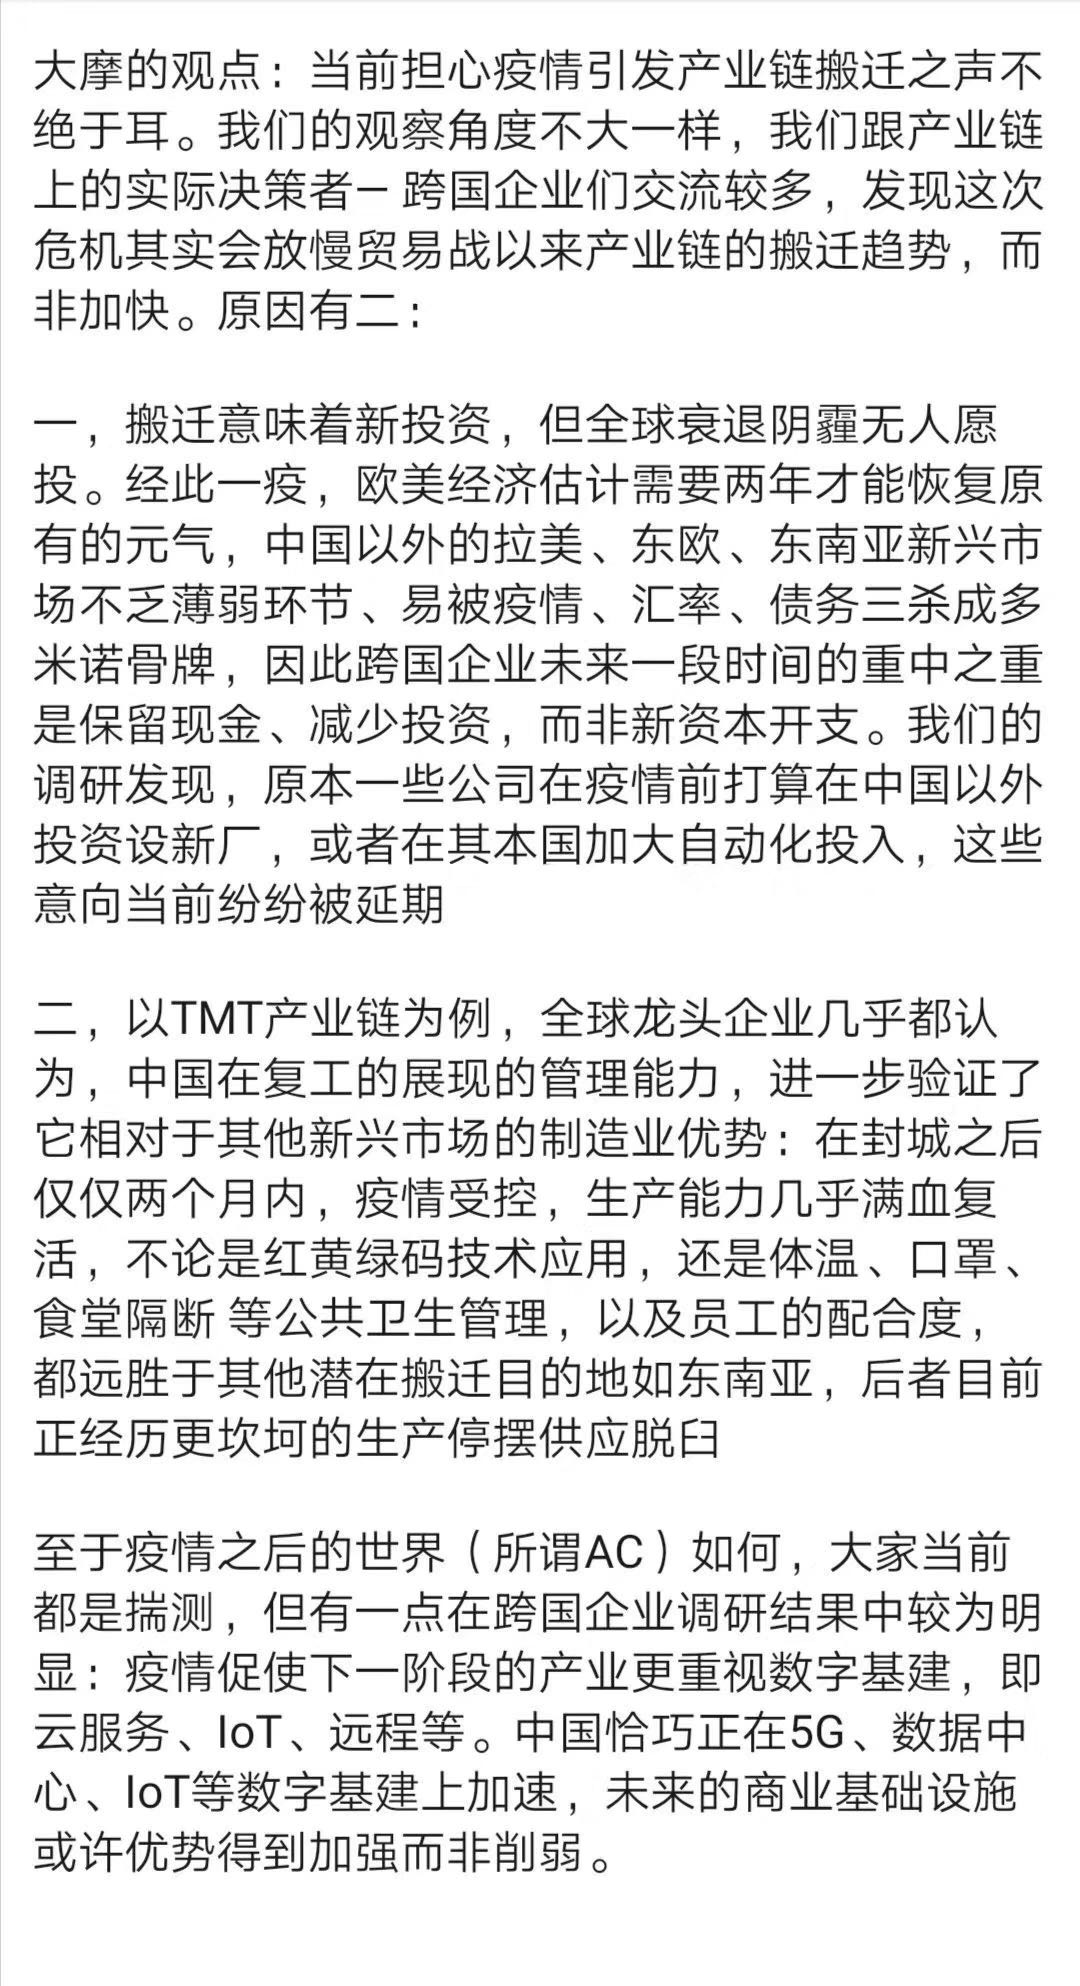 大摩的观点：当前担心疫情引发产业链搬迁之声不
绝于耳。我们的观察角度不大一样，我们跟产业链
上的实际决策者— 跨国企业们交流较多，发现这次
危机其实会放慢贸易战以来产业链的搬迁趋势，而
非加快。原因有二：
一，搬迁意味着新投资，但全球衰退阴霾无人愿
投。经此一疫，欧美经济估计需要两年才能恢复原
有的元气，中国以外的拉美、东欧、东南亚新兴市
场不乏薄弱环节、易被疫情、汇率、债务三杀成多
米诺骨牌，因此跨国企业未来一段时间的重中之重
是保留现金、减少投资，而非新资本开支。我们的
调研发现，原本一些公司在疫情前打算在中国以外
投资设新厂，或者在其本国加大自动化投入，这些
意向当前纷纷被延期
二，以TMT产业链为例，全球龙头企业几乎都认
为，中国在复工的展现的管理能力，进一步验证了
它相对于其他新兴市场的制造业优势：在封城之后
仅仅两个月内，疫情受控，生产能力几乎满血复
活，不论是红黄绿码技术应用，还是体温、口罩、
食堂隔断 等公共卫生管理，以及员工的配合度，
都远胜于其他潜在搬迁目的地如东南亚，后者目前
正经历更坎坷的生产停摆供应脱臼
至于疫情之后的世界（所谓AC）如何，大家当前
都是揣测，但有一点在跨国企业调研结果中较为明
显：疫情促使下一阶段的产业更重视数字基建，即
云服务、IoT、远程等。中国恰巧正在5G、数据中
心、IoT等数字基建上加速，未来的商业基础设施
或许优势得到加强而非削弱。